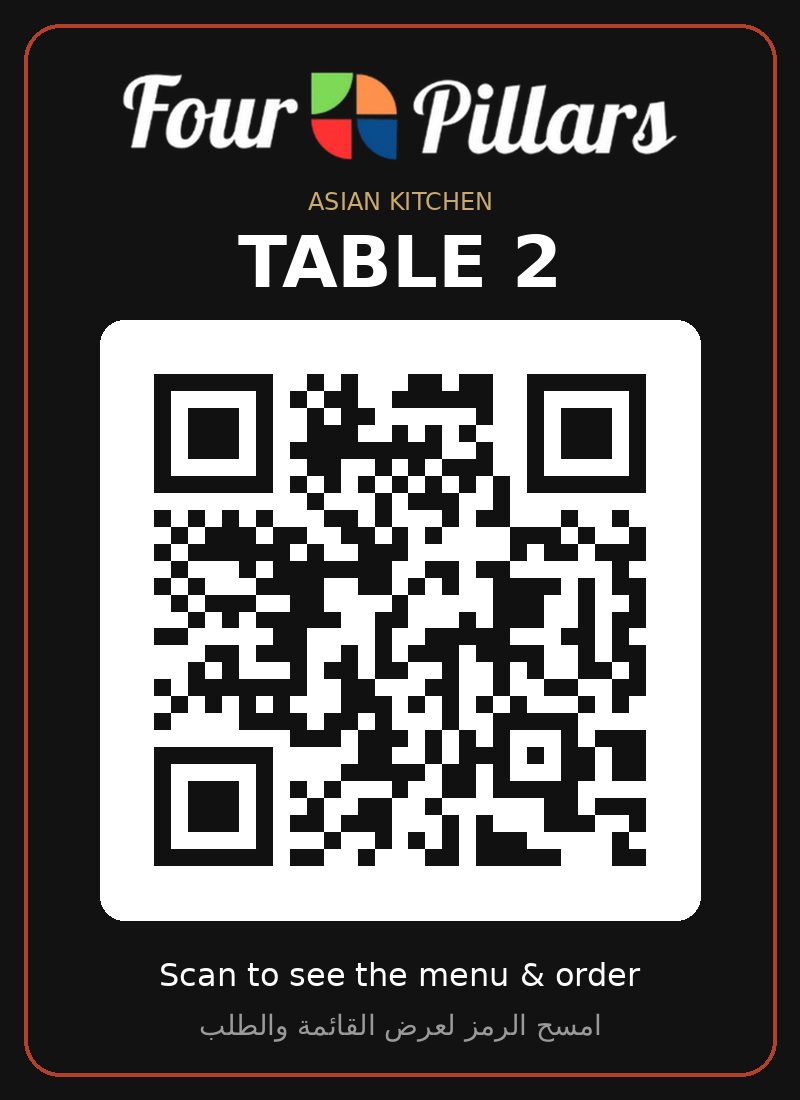 Four Pillars
ASIAN KITCHEN
TABLE 2
Scan to see the menu & order
امسح الرمز لعرض القائمة والطلب